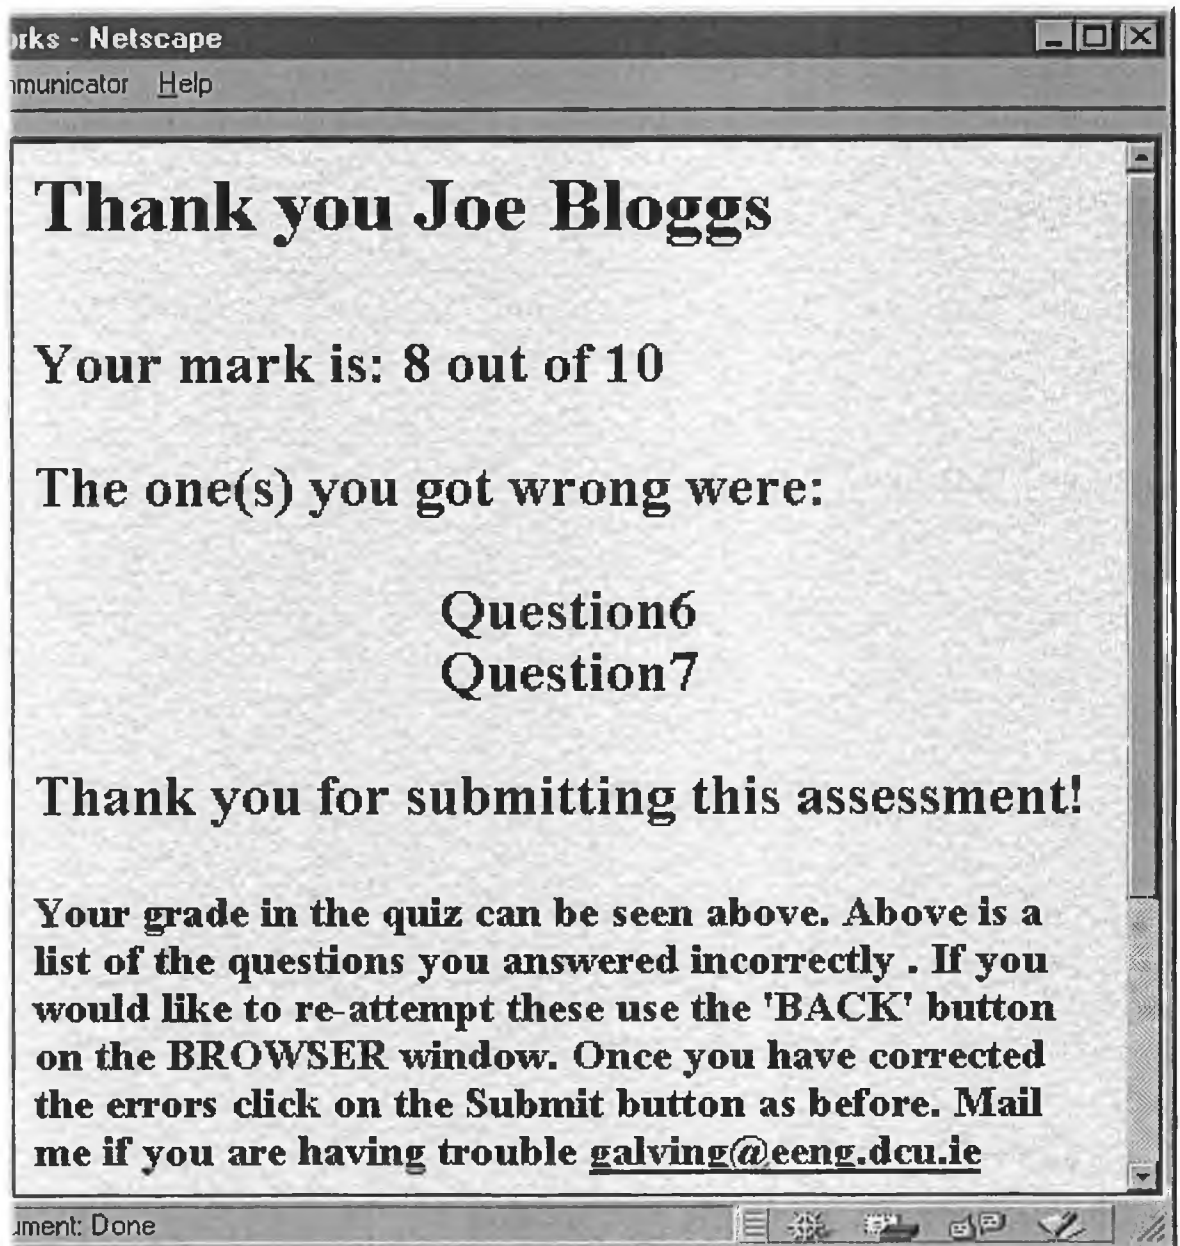 rks - Netscape
municator Help
Thank you Joe Bloggs
Your mark is: 8 out of 10
The one(s) you got wrong were:
Question6
Question7
Thank you for submitting this assessment!
Your grade in the quiz can be seen above. Above is a
list of the questions you answered incorrectly . If you
would like to re-attempt these use the 'BACK' button
on the BROWSER window. Once you have corrected
the errors click on the Submit button as before. Mail
me if you are having trouble galving@eeng.dcu.ie
ument: Done